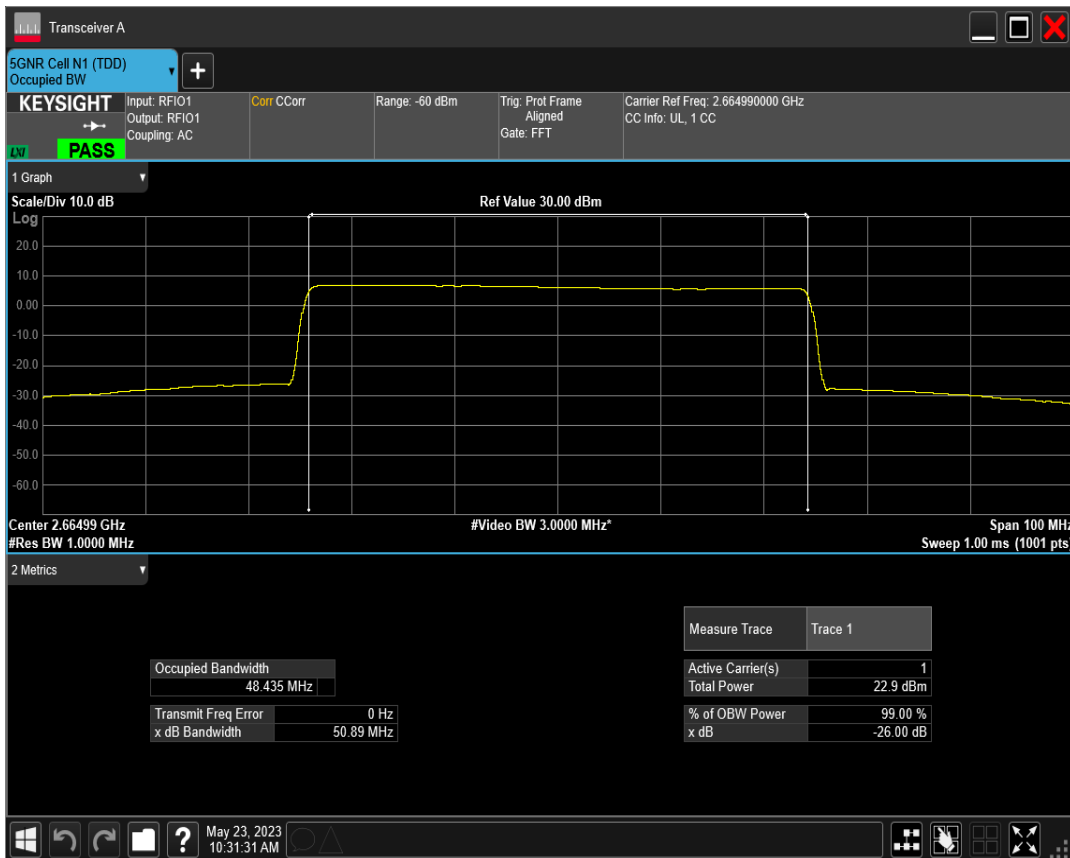 Transceiver A
5GNR Cell N1 (TDD)
Occupied BW
+
KEYSIGHT
LXI
PASS
Input: RFIO1
Output: RFIO1
Coupling: AC
Corr CCorr
Range: -60 dBm
Trig: Prot Frame
Aligned
Gate: FFT
Carrier Ref Freq: 2.664990000 GHz
CC Info: UL, 1 CC
1 Graph
Scale/Div 10.0 dB
Ref Value 30.00 dBm
Log
20.0
10.0
0.00
-10.0
-20.0
-30.0
-40.0
-50.0
-60.0
Center 2.66499 GHz
#Video BW 3.0000 MHz*
Span 100 MHz
#Res BW 1.0000 MHz
Sweep 1.00 ms (1001 pts)
2 Metrics
Measure Trace Trace 1
Occupied Bandwidth
48.435 MHz
Active Carrier(s) 1
Total Power 22.9 dBm
Transmit Freq Error 0 Hz
x dB Bandwidth 50.89 MHz
% of OBW Power 99.00 %
x dB -26.00 dB
?
May 23, 2023
10:31:31 AM